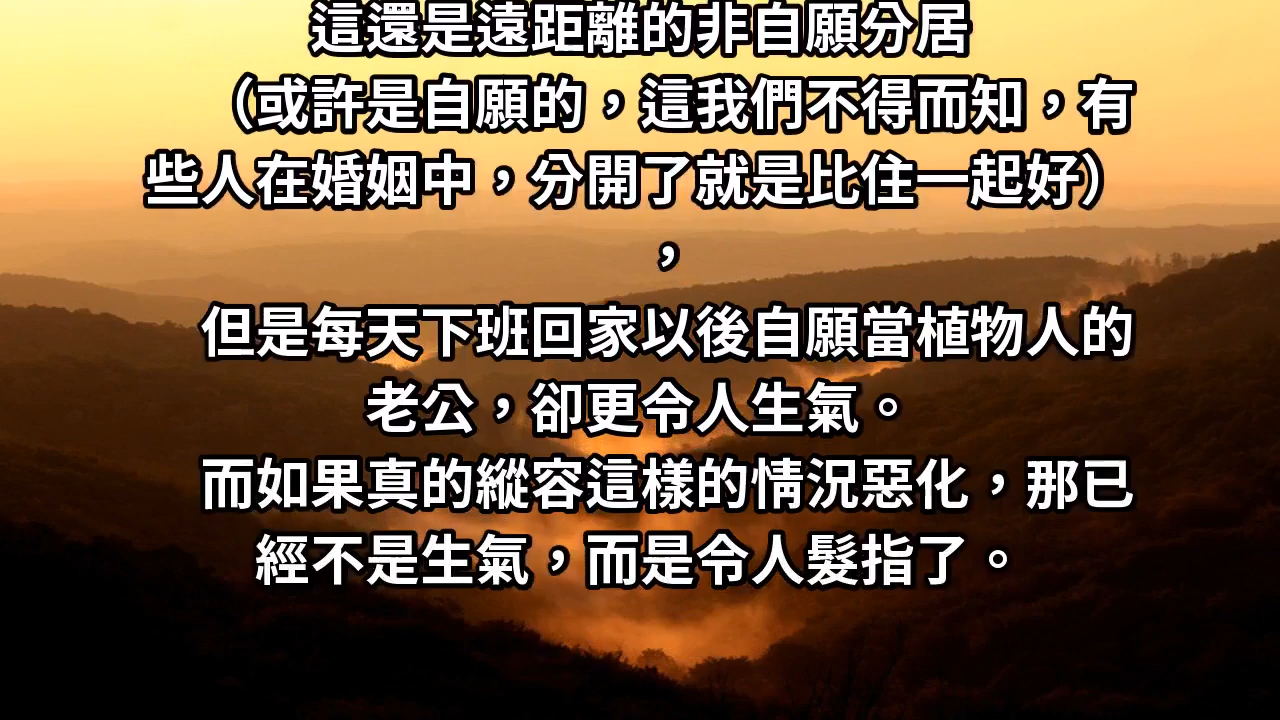 這還是遠距離的非自願分居
（或許是自願的，這我們不得而知，有
些人在婚姻中，分開了就是比住一起好）
，
但是每天下班回家以後自願當植物人的
老公，卻更令人生氣。
而如果真的縱容這樣的情況惡化，那已
經不是生氣，而是令人髮指了。